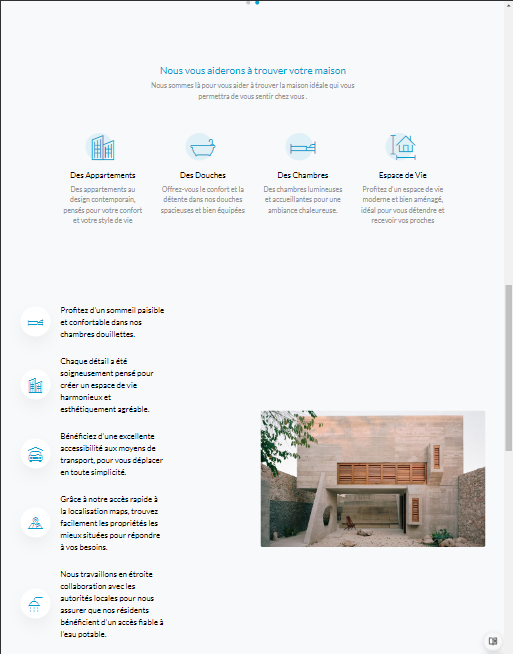 Nous vous aiderons à trouver votre maison
Nous sommes là pour vous aider à trouver la maison idéale qui vous
permettra de vous sentir chez vous .
Des Appartements
Des appartements au
design contemporain,
pensés pour votre confort
et votre style de vie
Des Douches
Offrez-vous le confort et la
détente dans nos douches
spacieuses et bien équipées
Des Chambres
Des chambres lumineuses
et accueillantes pour une
ambiance chaleureuse.
Espace de Vie
Profitez d'un espace de vie
moderne et bien aménagé,
idéal pour vous détendre et
recevoir vos proches
Profitez d'un sommeil paisible
et confortable dans nos
chambres douillettes.
Chaque détail a été
soigneusement pensé pour
créer un espace de vie
harmonieux et
esthétiquement agréable.
Bénéficiez d'une excellente
accessibilité aux moyens de
transport, pour vous déplacer
en toute simplicité.
Grâce à notre accès rapide à
la localisation maps, trouvez
facilement les propriétés les
mieux situées pour répondre
à vos besoins.
Nous travaillons en étroite
collaboration avec les
autorités locales pour nous
assurer que nos résidents
bénéficient d'un accès fiable à
l'eau potable.